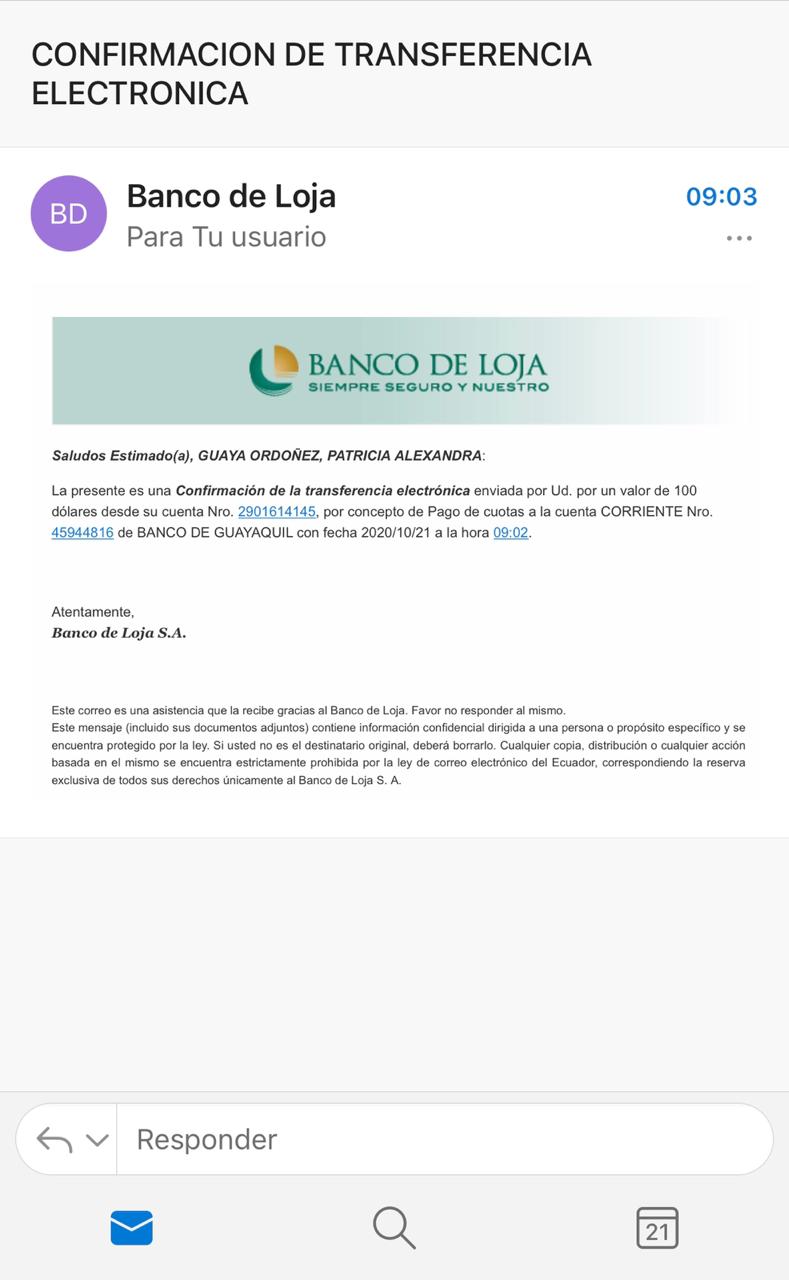 CONFIRMACION DE TRANSFERENCIA
ELECTRONICA
BD
Banco de Loja
09:03
Para Tu usuario
BANCO DE LOJA
SIEMPRE SEGURO Y NUESTRO
Saludos Estimado(a), GUAYA ORDOÑEZ, PATRICIA ALEXANDRA:
La presente es una Confirmación de la transferencia electrónica enviada por Ud. por un valor de 100
dólares desde su cuenta Nro. 2901614145, por concepto de Pago de cuotas a la cuenta CORRIENTE Nro.
45944816 de BANCO DE GUAYAQUIL con fecha 2020/10/21 a la hora 09:02.
Atentamente,
Banco de Loja S.A.
Este correo es una asistencia que la recibe gracias al Banco de Loja. Favor no responder al mismo.
Este mensaje (incluido sus documentos adjuntos) contiene información confidencial dirigida a una persona o propósito específico y se
encuentra protegido por la ley. Si usted no es el destinatario original, deberá borrarlo. Cualquier copia, distribución o cualquier acción
basada en el mismo se encuentra estrictamente prohibida por la ley de correo electrónico del Ecuador, correspondiendo la reserva
exclusiva de todos sus derechos únicamente al Banco de Loja S. A.
Responder
21